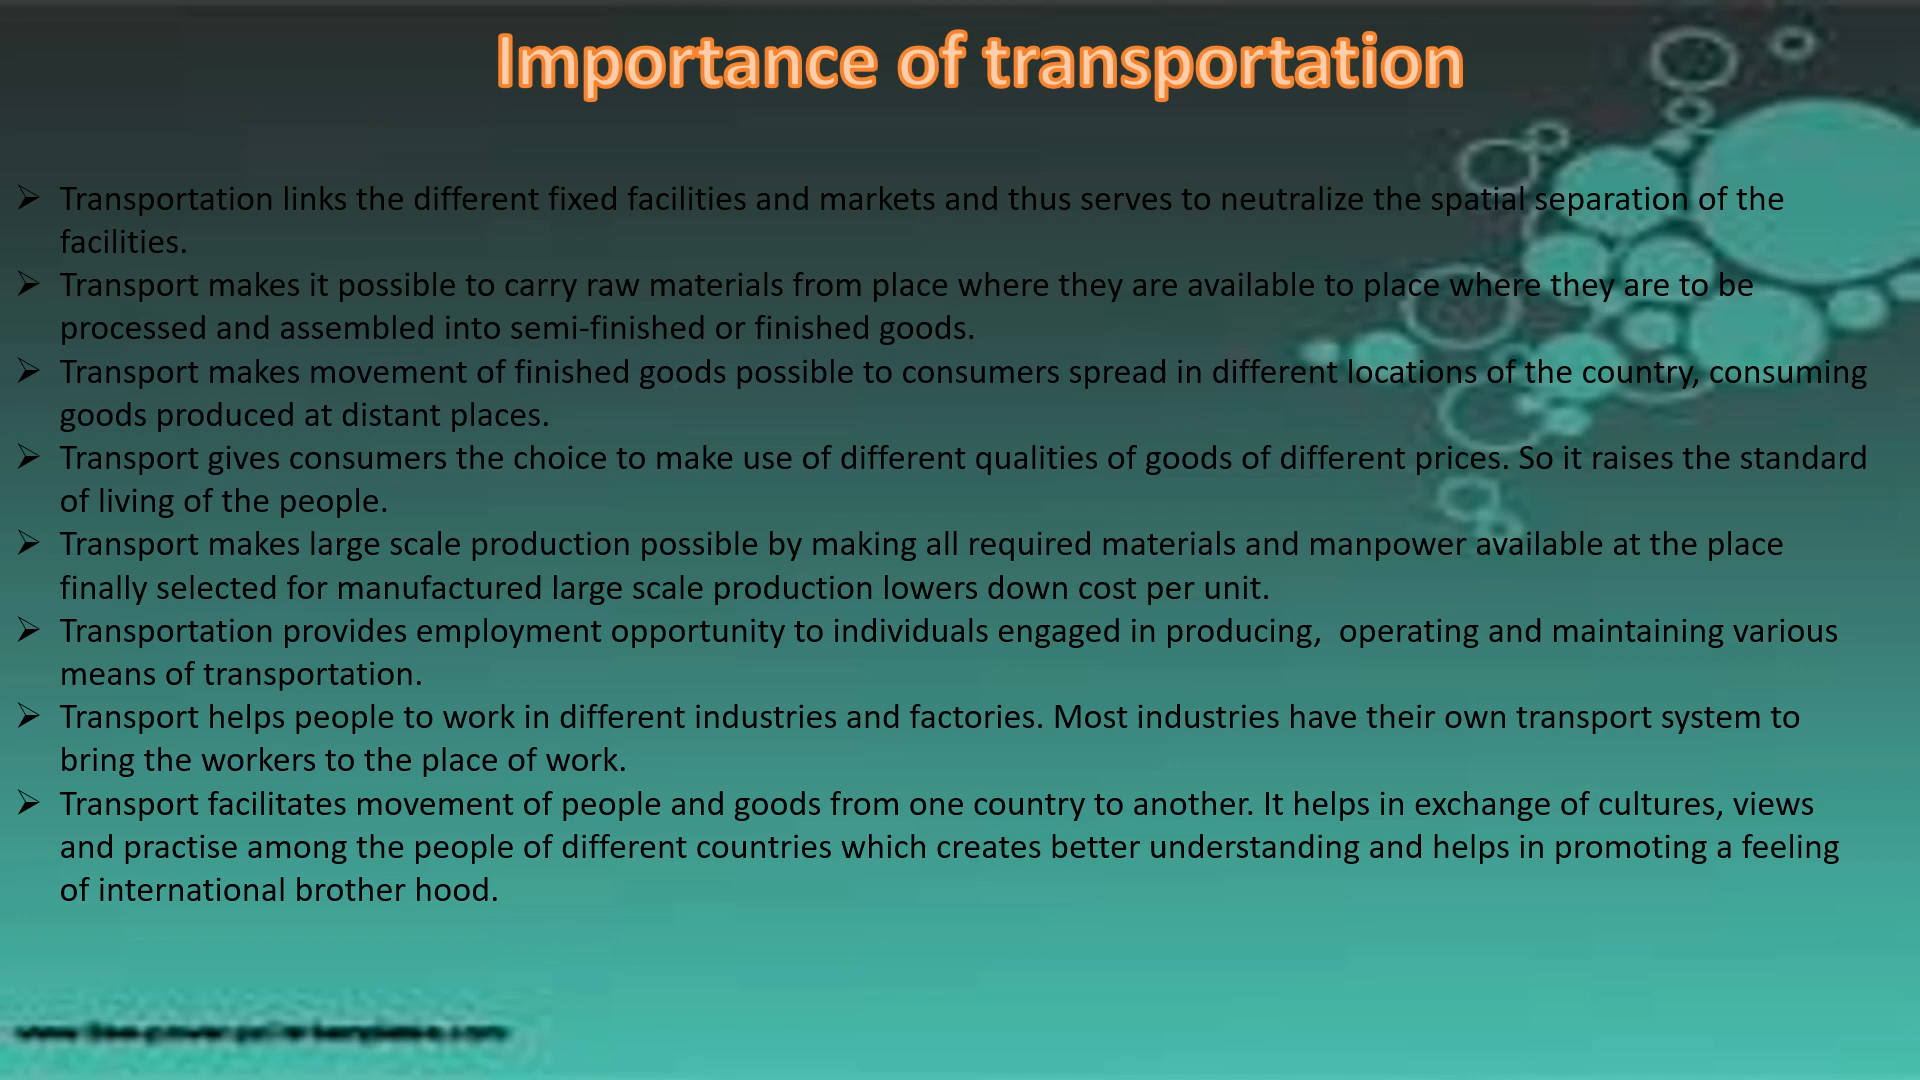 Importance of transportation
➢ Transportation links the different fixed facilities and markets and thus serves to neutralize the spatial separation of the
facilities.
➢ Transport makes it possible to carry raw materials from place where they are available to place where they are to be
processed and assembled into semi-finished or finished goods.
➢ Transport makes movement of finished goods possible to consumers spread in different locations of the country, consuming
goods produced at distant places.
➢ Transport gives consumers the choice to make use of different qualities of goods of different prices. So it raises the standard
of living of the people.
➢ Transport makes large scale production possible by making all required materials and manpower available at the place
finally selected for manufactured large scale production lowers down cost per unit.
➢ Transportation provides employment opportunity to individuals engaged in producing,  operating and maintaining various
means of transportation.
➢ Transport helps people to work in different industries and factories. Most industries have their own transport system to
bring the workers to the place of work.
➢ Transport facilitates movement of people and goods from one country to another. It helps in exchange of cultures, views
and practise among the people of different countries which creates better understanding and helps in promoting a feeling
of international brother hood.